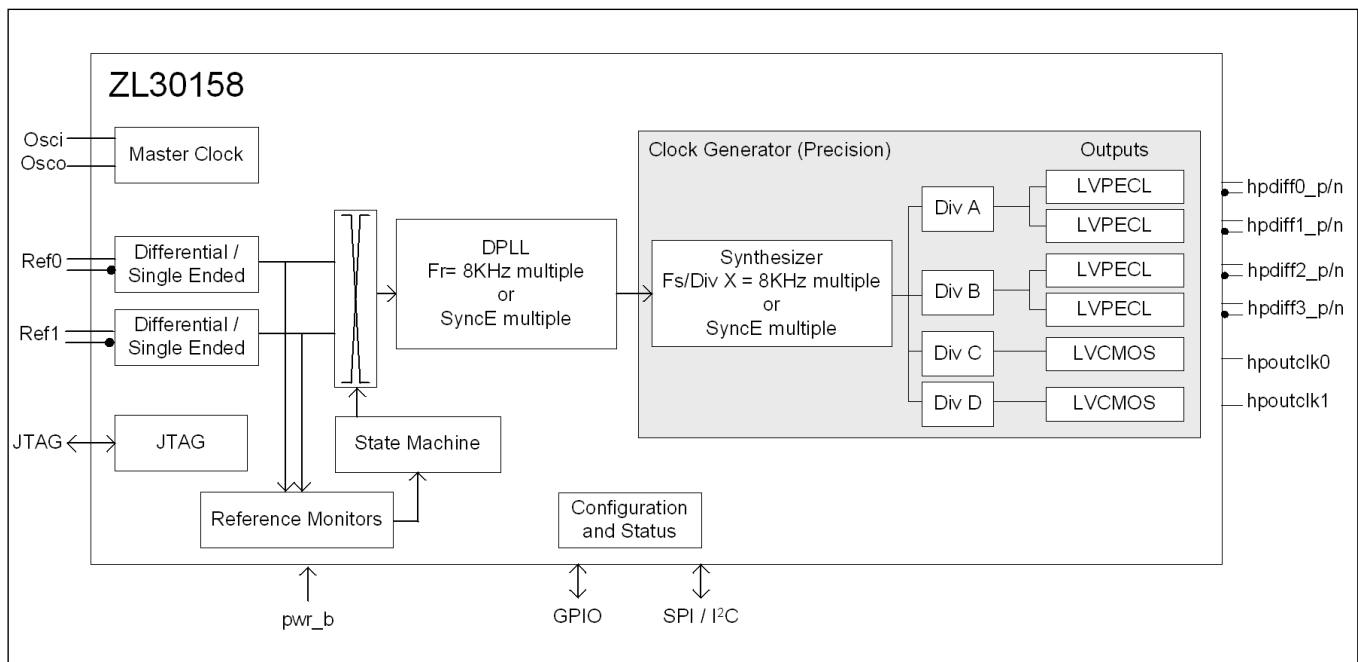 ZL30158
Osci
Osco
Master Clock
Ref0
Differential /
Single Ended
Ref1
Differential /
Single Ended
DPLL
Fr= 8KHz multiple
or
SyncE multiple
Clock Generator (Precision)
Outputs
Synthesizer
Fs/Div X = 8KHz multiple
or
SyncE multiple
Div A
Div B
Div C
Div D
LVPECL
LVPECL
LVPECL
LVPECL
LVCMOS
LVCMOS
hpdiff0_p/n
hpdiff1_p/n
hpdiff2_p/n
hpdiff3_p/n
hpoutclk0
hpoutclk1
JTAG
JTAG
State Machine
Reference Monitors
Configuration
and Status
pwr_b
GPIO
SPI / I²C